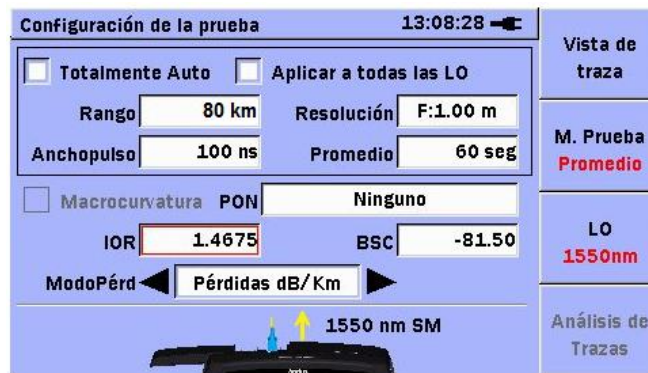 Configuración de la prueba 13:08:28
Vista de
traza
Totalmente Auto Aplicar a todas las LO
Rango 80 km Resolución F:1.00 m
Anchopulso 100 ns Promedio 60 seg
M. Prueba
Promedio
Macrocurvatura PON Ninguno
IOR 1.4675 BSC -81.50
LO
1550nm
ModoPérd Pérdidas dB/Km
1550 nm SM
Análisis de
Trazas